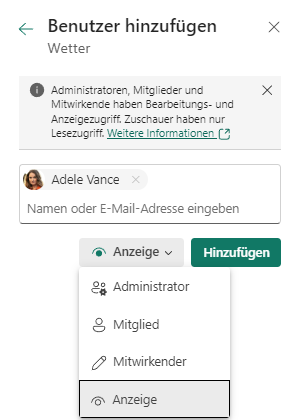 Benutzer hinzufügen
Wetter
Administratoren, Mitglieder und
Mitwirkende haben Bearbeitungs- und
Anzeigezugriff. Zuschauer haben nur
Lesezugriff. Weitere Informationen
Adele Vance
Namen oder E-Mail-Adresse eingeben
Anzeige
Hinzufügen
Administrator
Mitglied
Mitwirkender
Anzeige